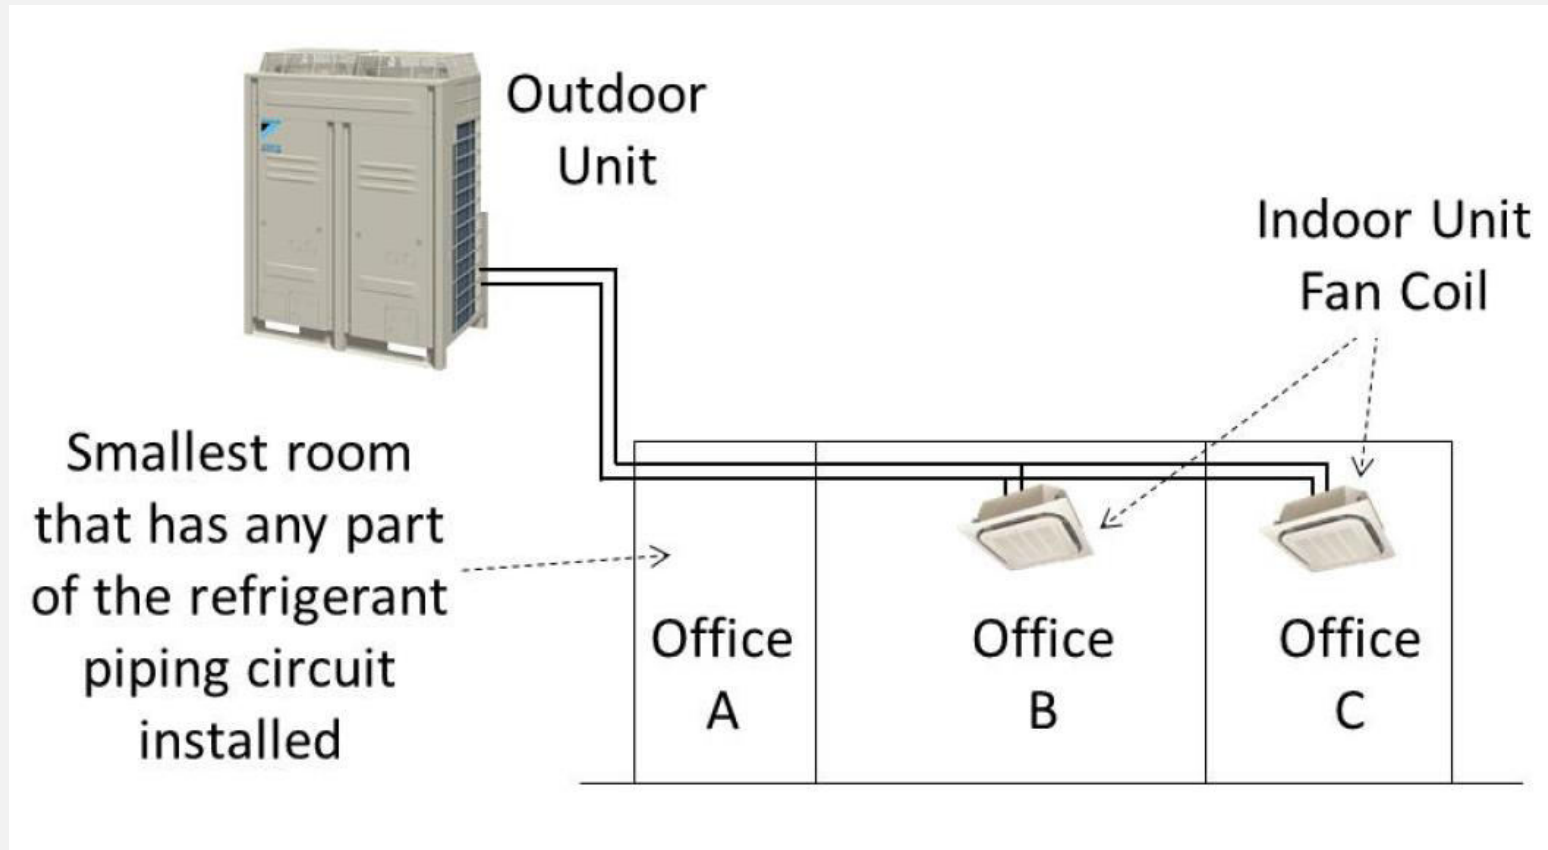 Outdoor
Unit
Indoor Unit
Fan Coil
Smallest room
that has any part
of the refrigerant
piping circuit
installed
Office
A
Office
B
Office
C